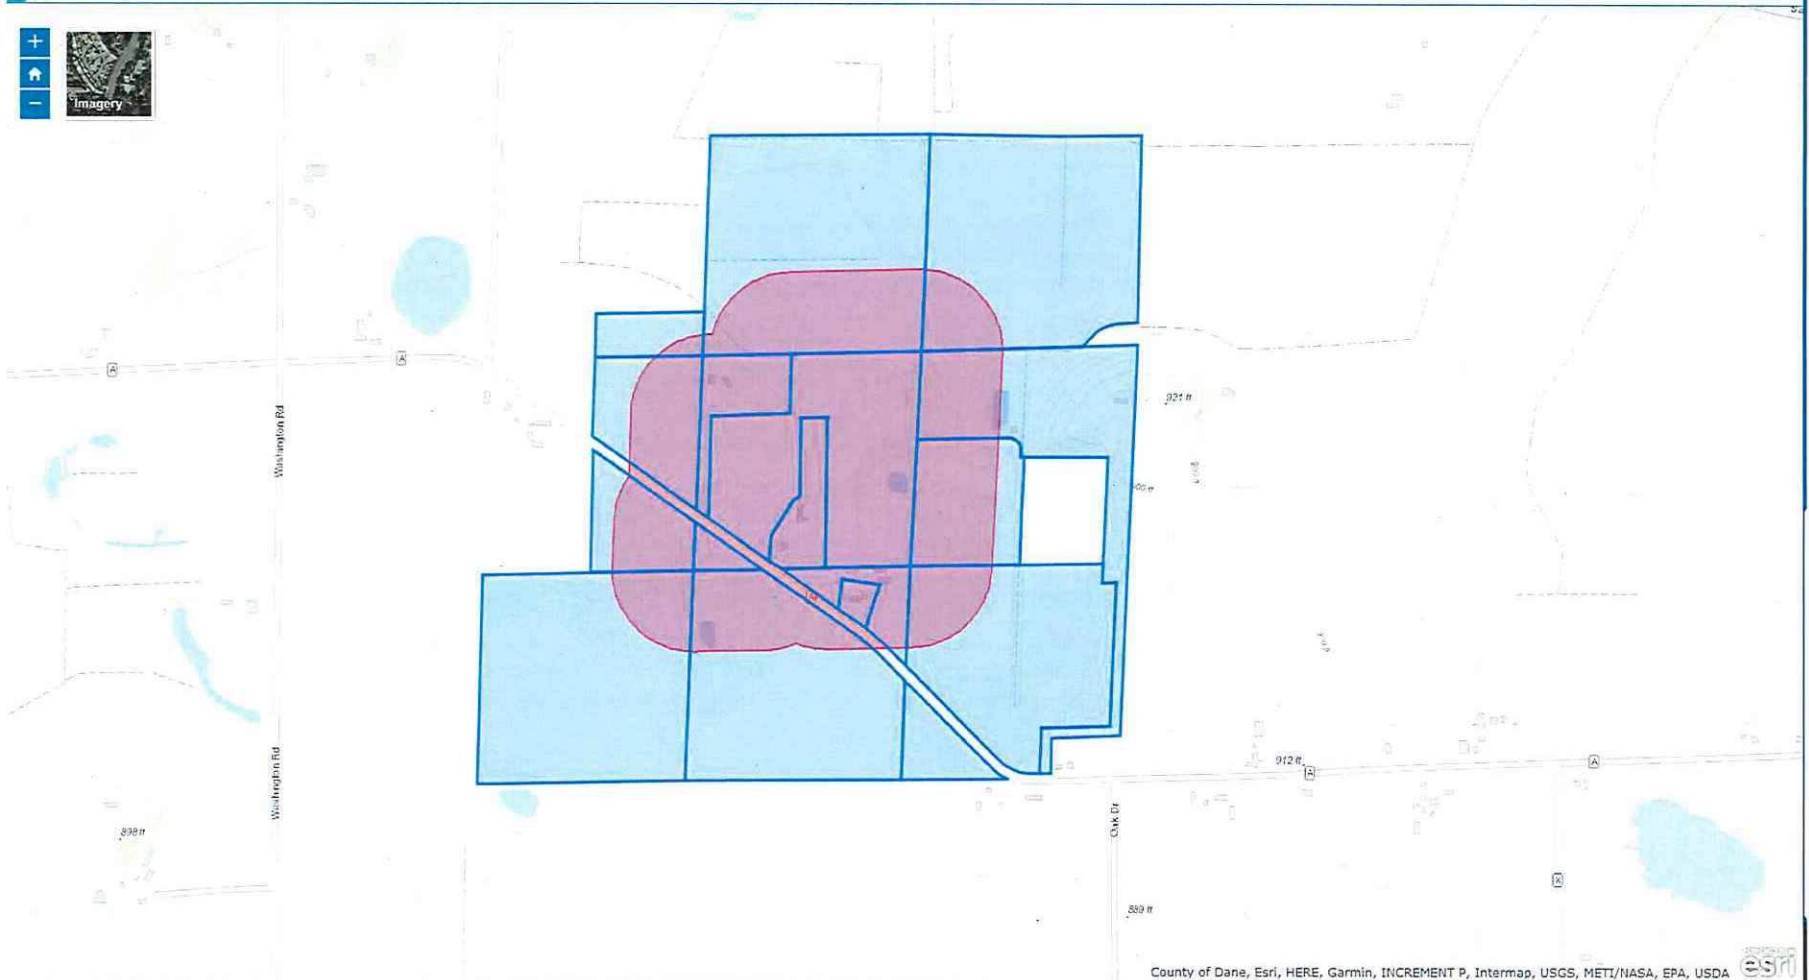 +
Imagery
−
A
A
Washington Rd
921 ft
A
Washington Rd
912 ft
A
A
Oak Dr
898 ft
889 ft
County of Dane, Esri, HERE, Garmin, INCREMENT P, Intermap, USGS, METI/NASA, EPA, USDA
esri